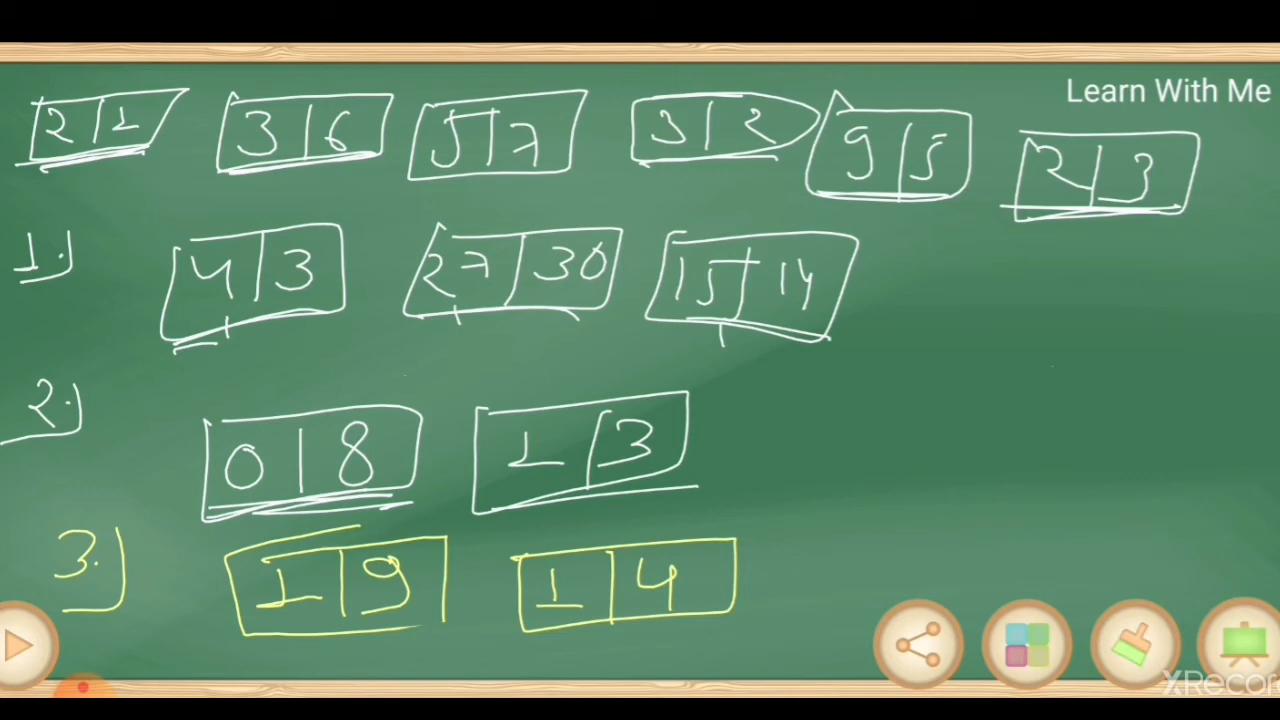 Learn With Me
2|1 3|6 5|7 3|2 9|5 2|3
1.) 4|3 27|30 15|14
2.) 0|8 1|3
3.) 1|9 1|4
XRecor